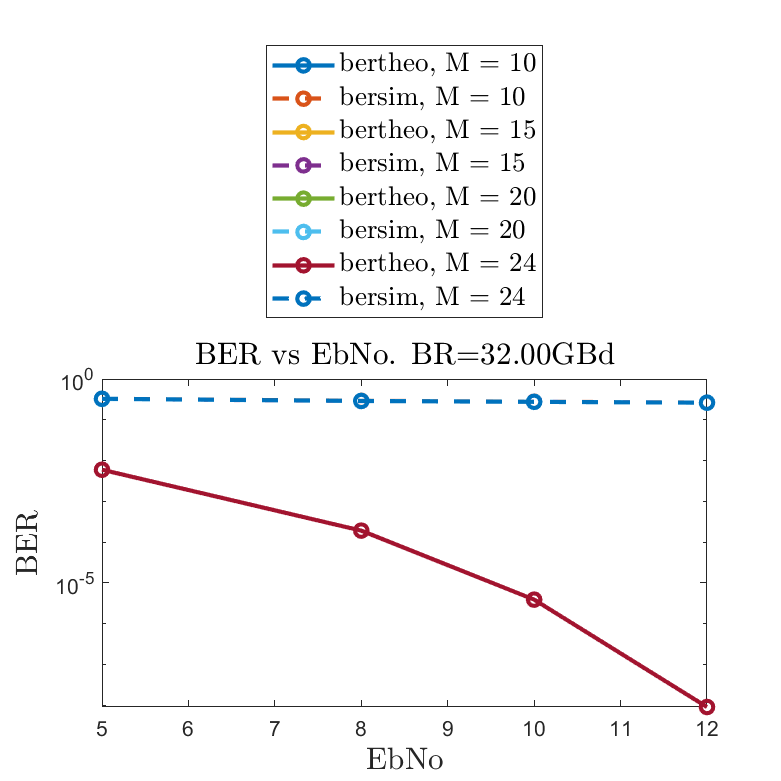 bertheo, M = 10
bersim, M = 10
bertheo, M = 15
bersim, M = 15
bertheo, M = 20
bersim, M = 20
bertheo, M = 24
bersim, M = 24
BER vs EbNo. BR=32.00GBd
10^0
10^-5
BER
5 6 7 8 9 10 11 12
EbNo